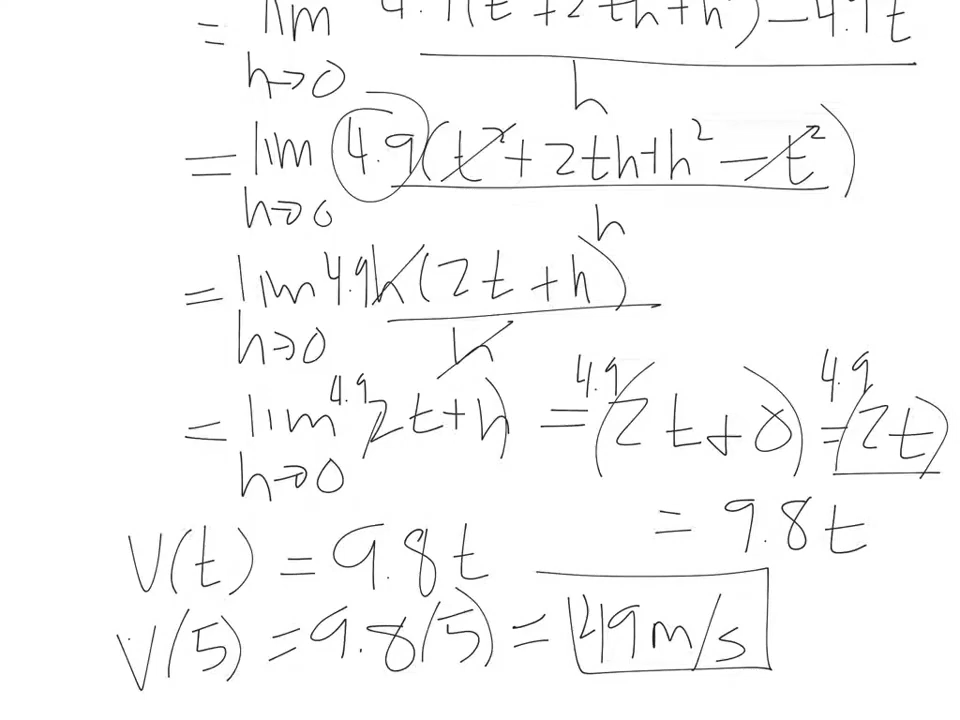 = lim 4.9(t²+2th+h²)-4.9t²
h→0 h
= lim 4.9(t²+2th+h²-t²)
h→0 h
= lim 4.9h(2t+h)
h→0 h
= lim 4.9(2t+h) = 4.9(2t+0) = 4.9(2t)
h→0
= 9.8t
V(t) = 9.8t
V(5) = 9.8(5) = 49m/s